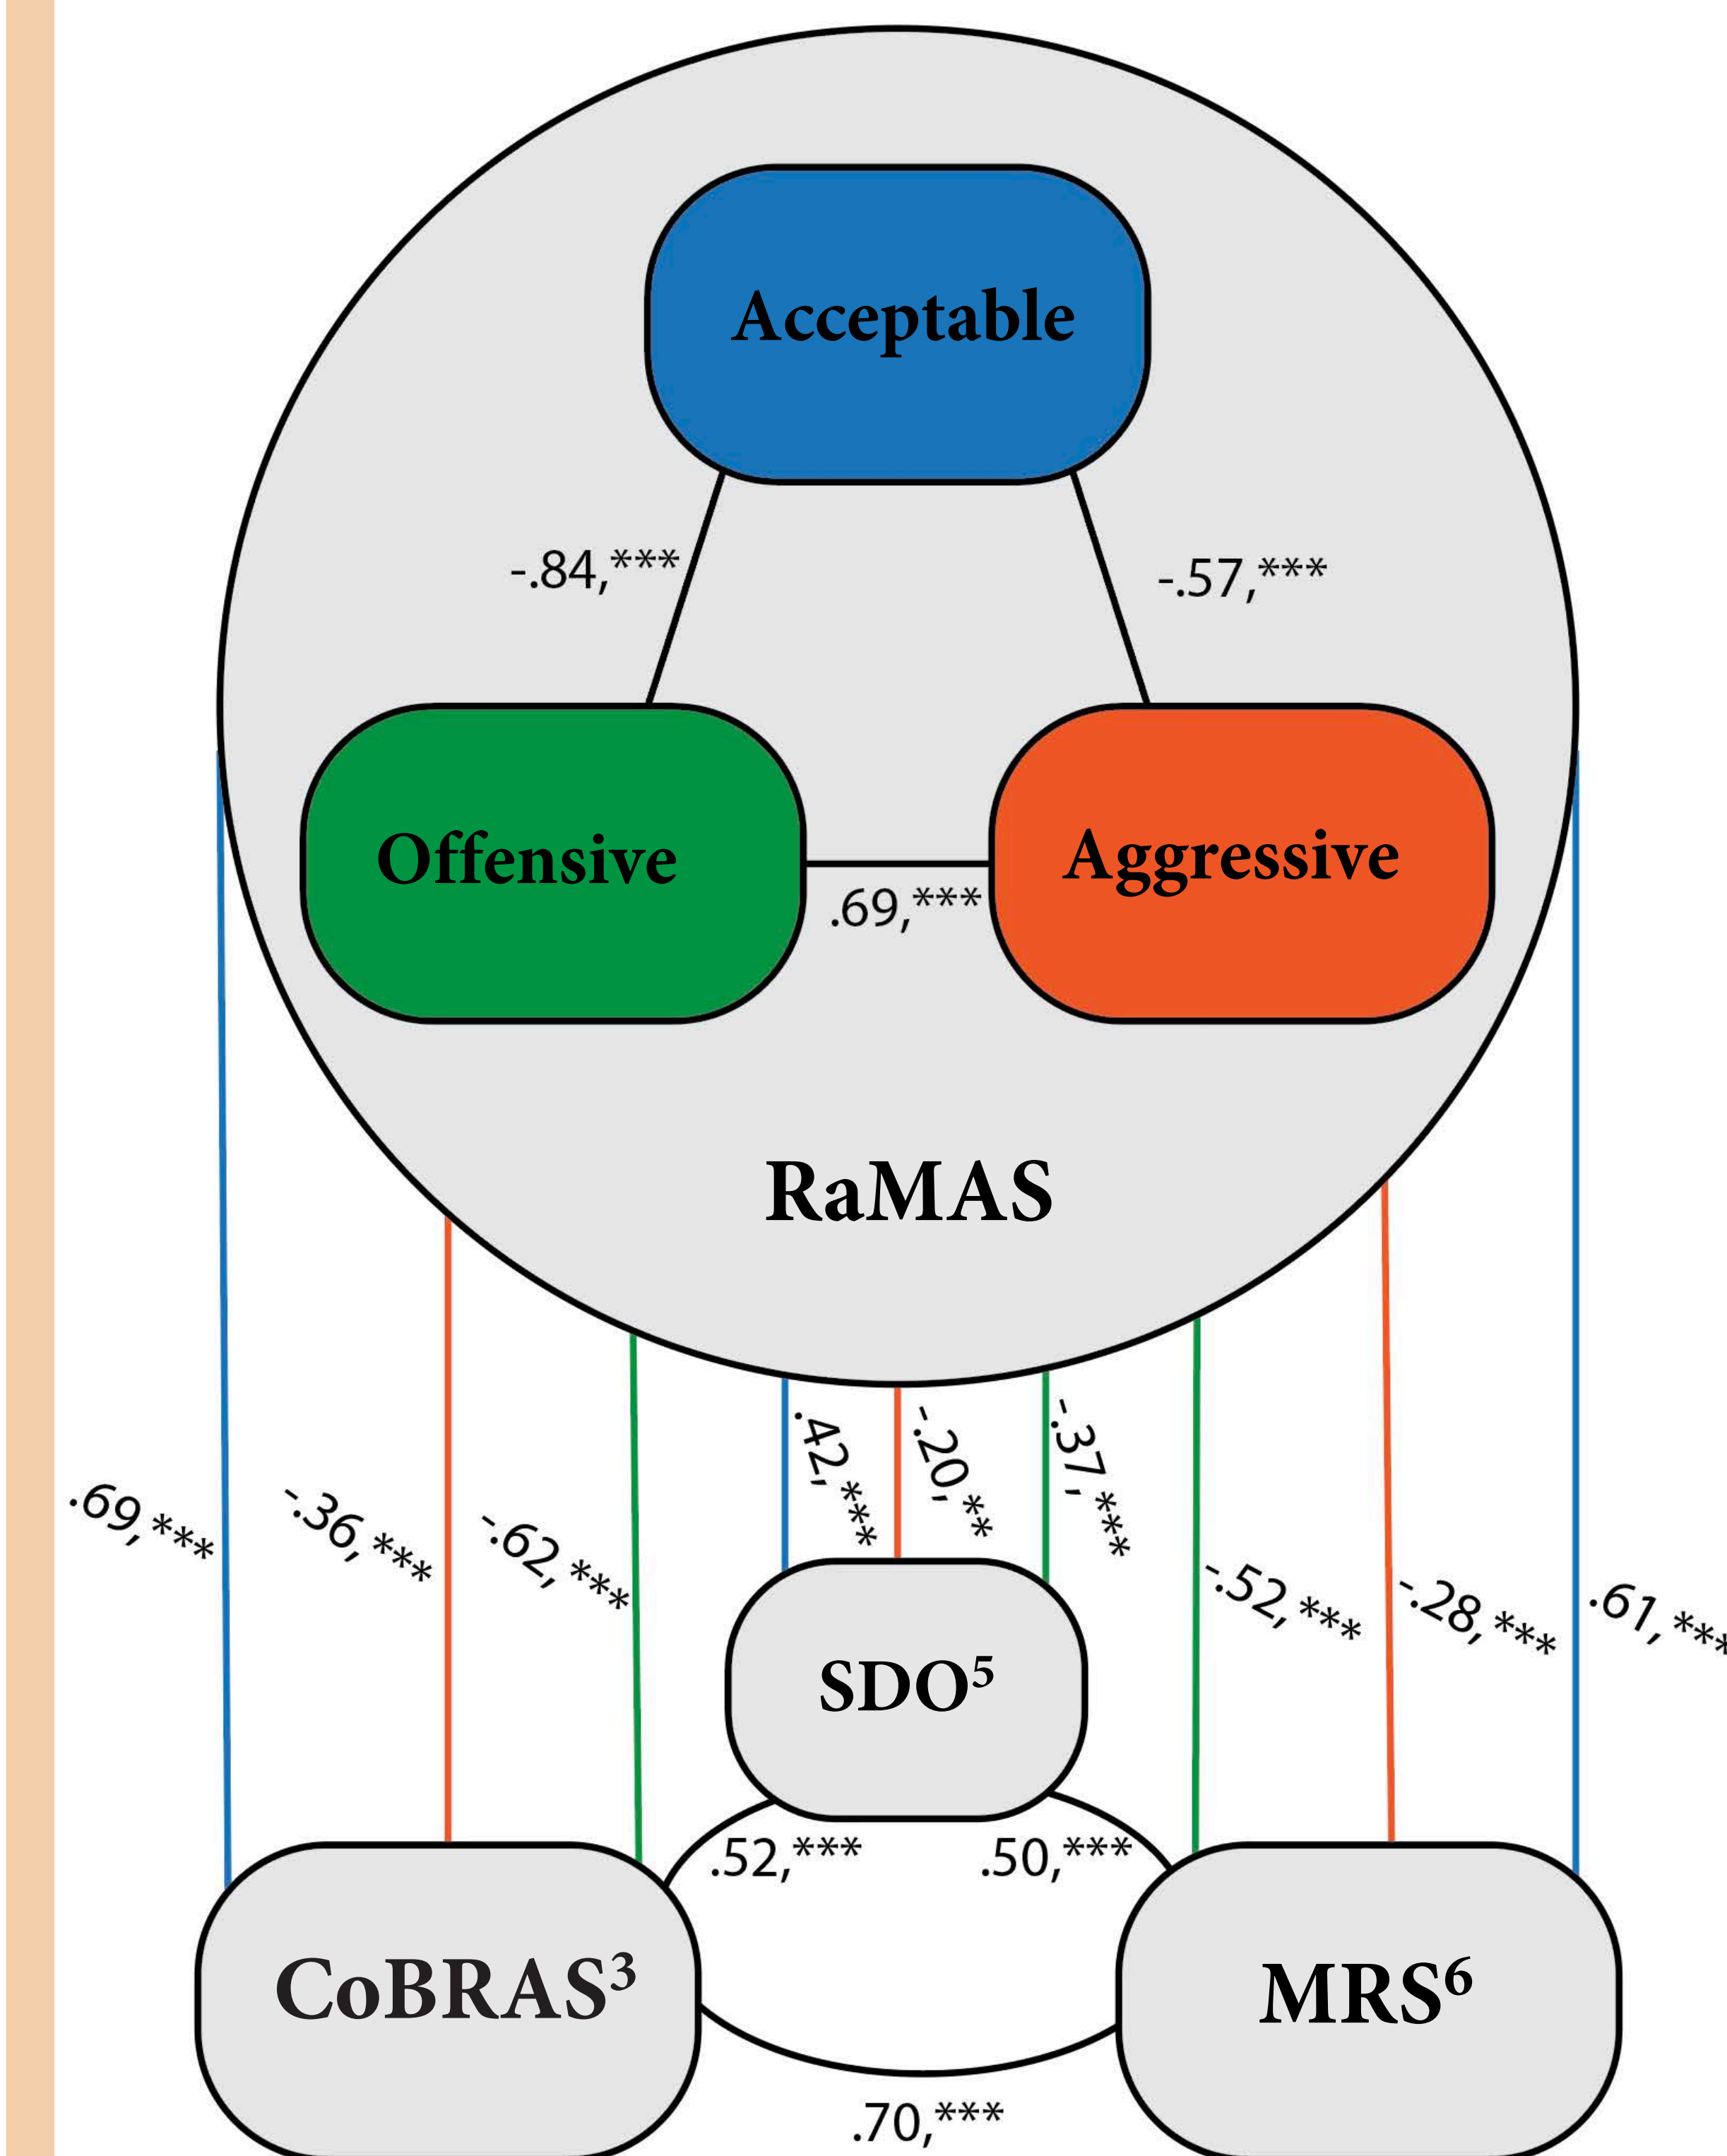 Acceptable
-.84,***
-.57,***
Offensive
Aggressive
.69,***
RaMAS
.69,***
-.36,***
-.62,***
.42,***
-.20,**
-.37,***
-.52,***
-.28,***
.61,***
SDO⁵
.52,***
.50,***
CoBRAS³
MRS⁶
.70,***